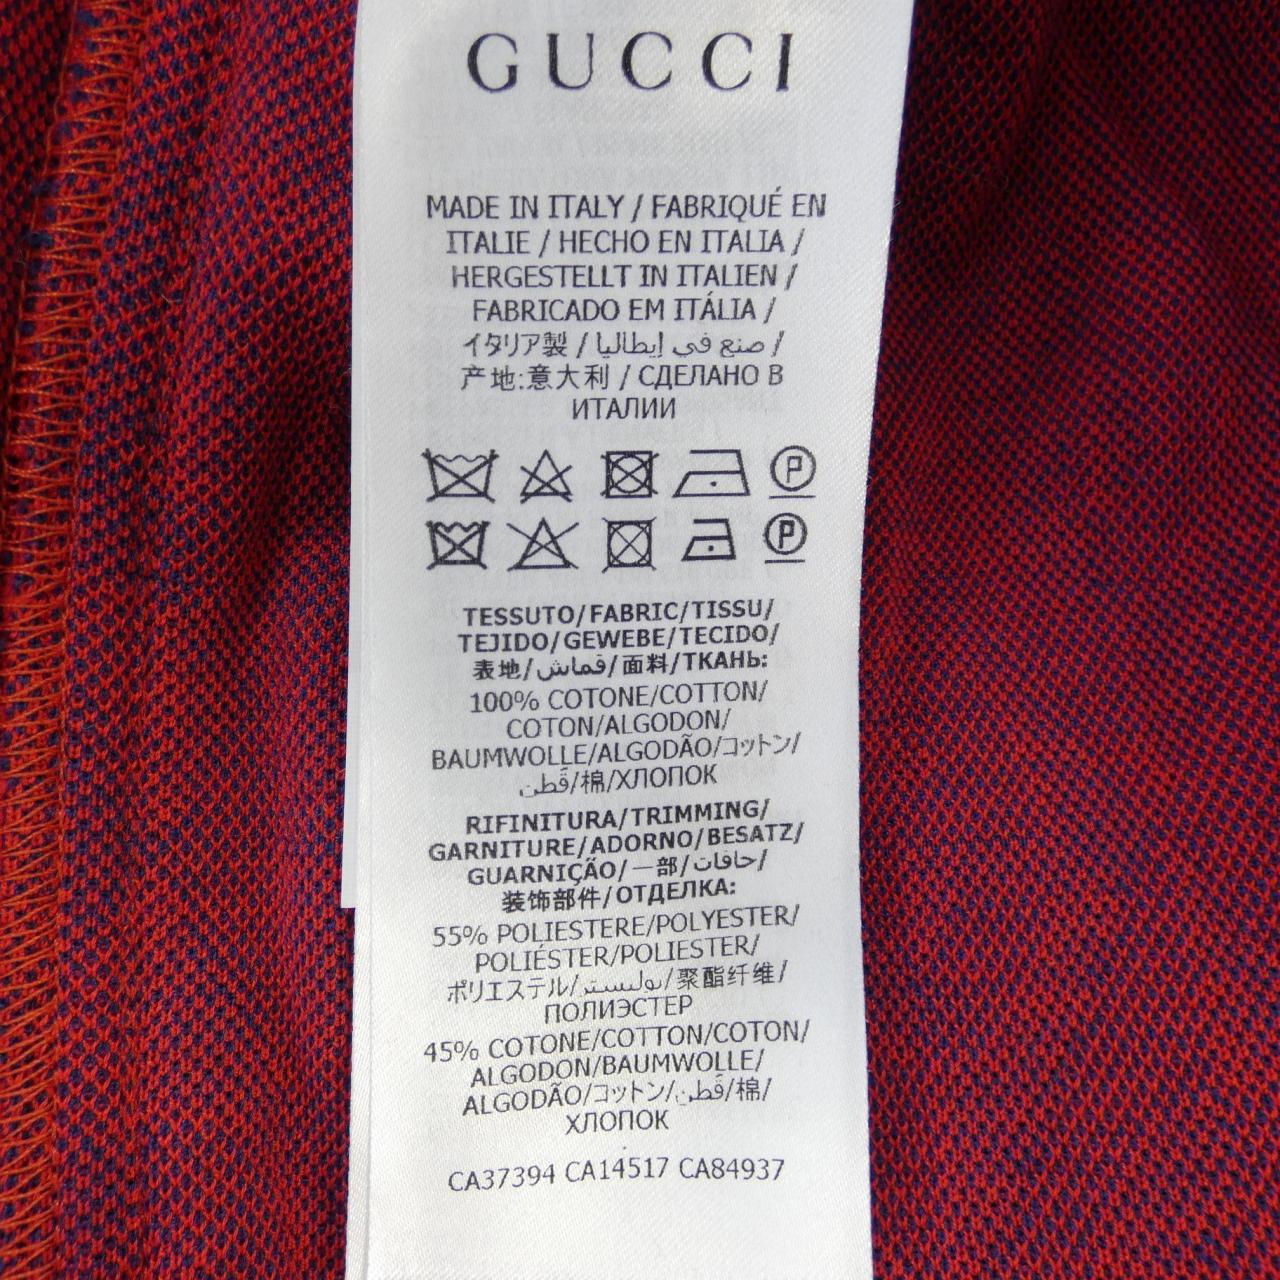 GUCCI
MADE IN ITALY / FABRIQUÉ EN
ITALIE / HECHO EN ITALIA /
HERGESTELLT IN ITALIEN /
FABRICADO EM ITÁLIA /
イタリア製 / صنع في إيطاليا /
产地:意大利 / СДЕЛАНО В
ИТАЛИИ
P
P
TESSUTO/FABRIC/TISSU/
TEJIDO/GEWEBE/TECIDO/
表地/قماش/面料/ТКАНЬ:
100% COTONE/COTTON/
COTON/ALGODON/
BAUMWOLLE/ALGODÃO/コットン/
قطن/棉/ХЛОПОК
RIFINITURA/TRIMMING/
GARNITURE/ADORNO/BESATZ/
GUARNIÇÃO/一部/حافات/
装饰部件/ОТДЕЛКА:
55% POLIESTERE/POLYESTER/
POLIÉSTER/POLIESTER/
ポリエステル/بوليستر/聚酯纤维/
ПОЛИЭСТЕР
45% COTONE/COTTON/COTON/
ALGODON/BAUMWOLLE/
ALGODÃO/コットン/قطن/棉/
ХЛОПОК
CA37394 CA14517 CA84937